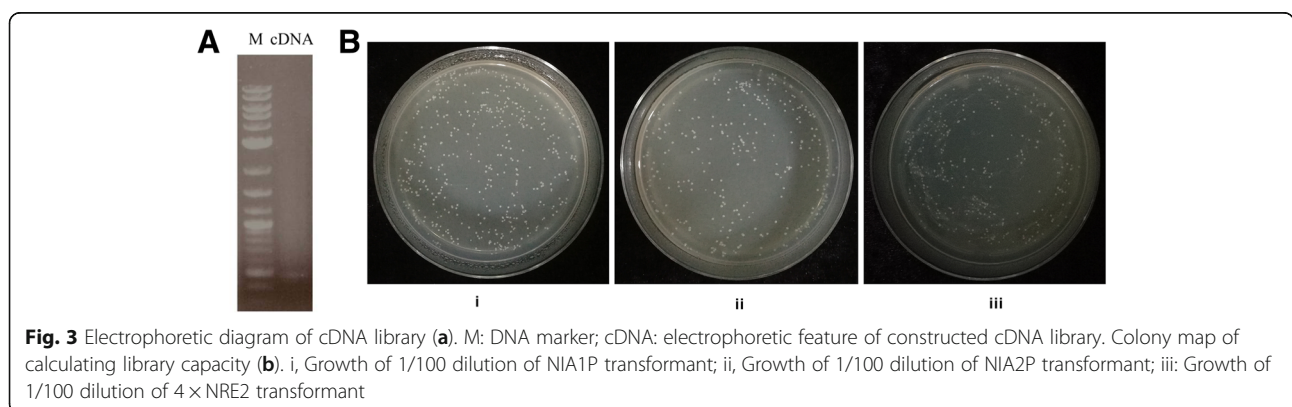 A M cDNA B
i ii iii
Fig. 3 Electrophoretic diagram of cDNA library (a). M: DNA marker; cDNA: electrophoretic feature of constructed cDNA library. Colony map of
calculating library capacity (b). i, Growth of 1/100 dilution of NIA1P transformant; ii, Growth of 1/100 dilution of NIA2P transformant; iii: Growth of
1/100 dilution of 4 × NRE2 transformant